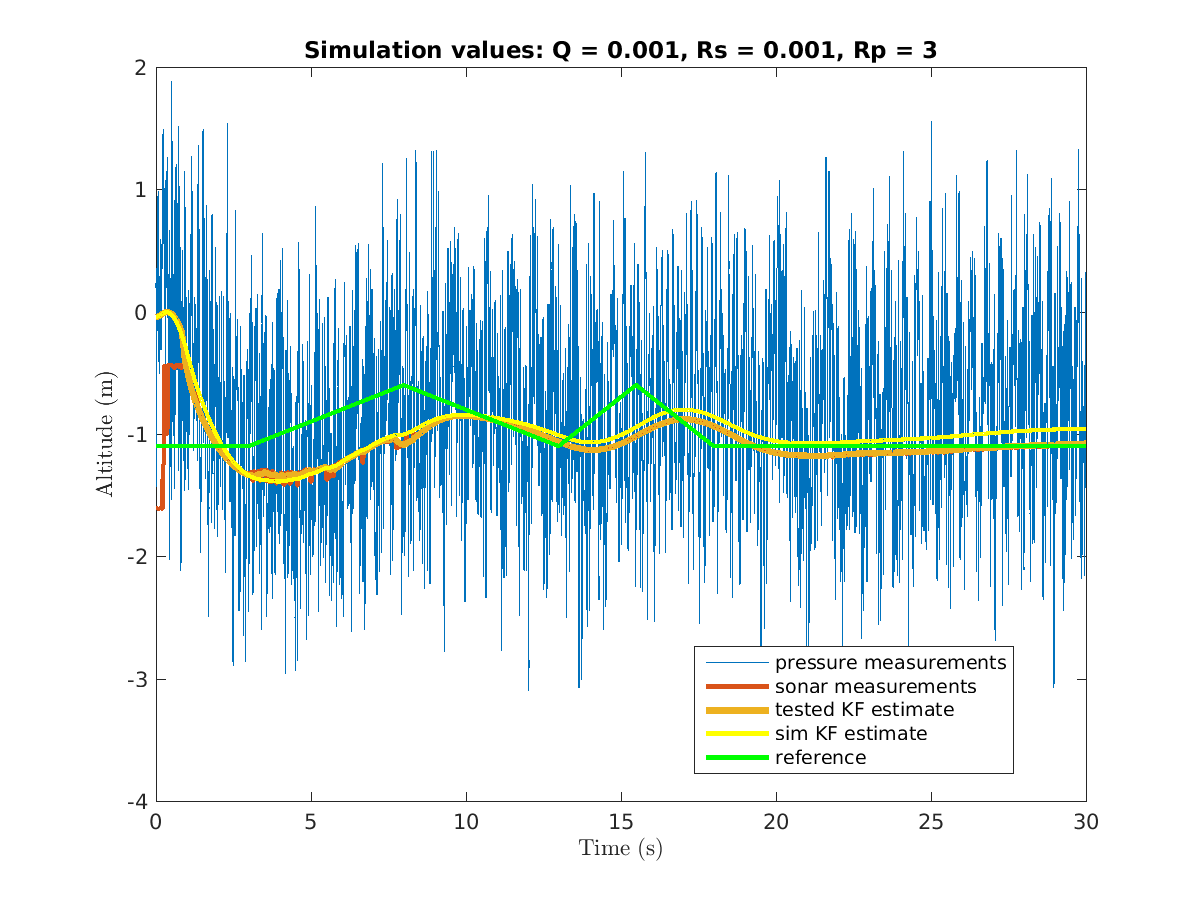 Simulation values: Q = 0.001, Rs = 0.001, Rp = 3
2
1
0
-1
-2
-3
-4
Altitude (m)
0 5 10 15 20 25 30
Time (s)
pressure measurements
sonar measurements
tested KF estimate
sim KF estimate
reference